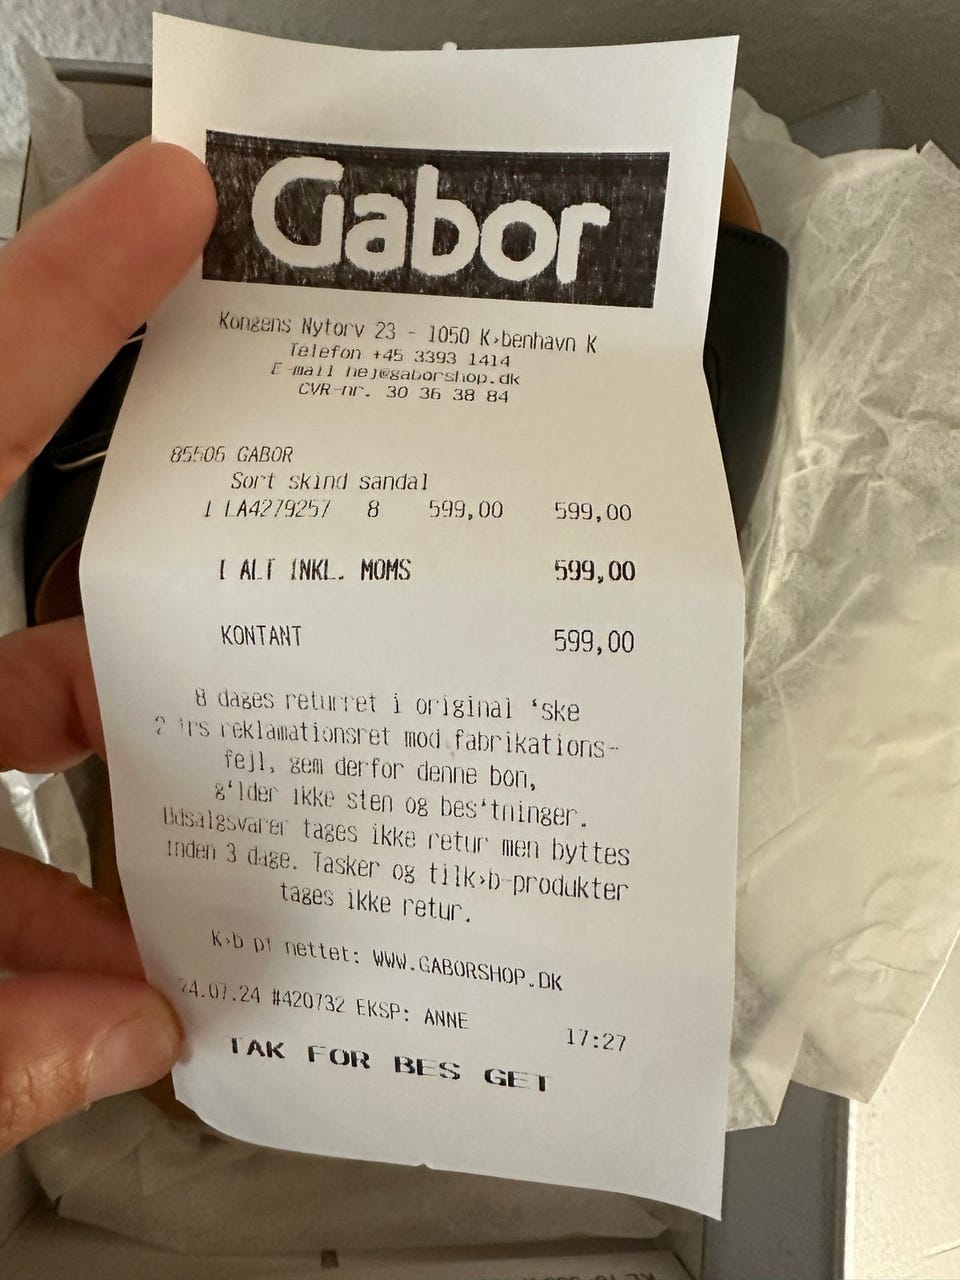 Gabor
Kongens Nytorv 23 - 1050 K›benhavn K
Telefon +45 3393 1414
E-mail hej@gaborshop.dk
CVR-nr. 30 36 38 84
85506 GABOR
Sort skind sandal
1 LA4279257 8 599,00 599,00
I ALT INKL. MOMS 599,00
KONTANT 599,00
8 dages returret i original ‘ske
2 †rs reklamationsret mod fabrikations-
fejl, gem derfor denne bon,
g‘lder ikke sten og bes‘tninger.
Udsalgsvarer tages ikke retur men byttes
inden 3 dage. Tasker og tilk›b-produkter
tages ikke retur.
K›b p† nettet: WWW.GABORSHOP.DK
24.07.24 #420732 EKSP: ANNE 17:27
TAK FOR BES GET